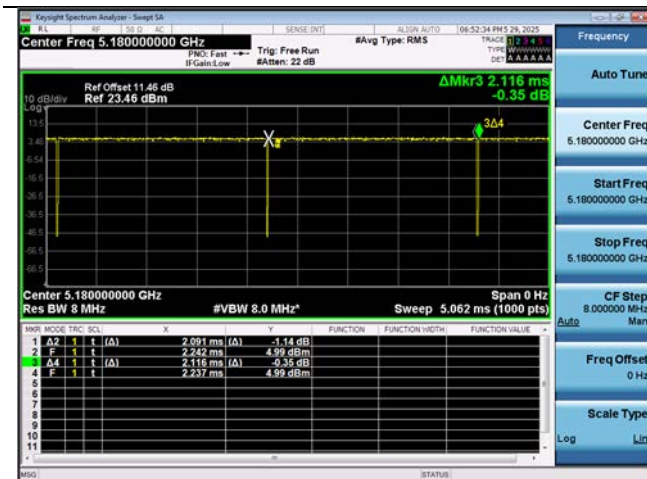 Keysight Spectrum Analyzer - Swept SA
RL RF 50 Ω AC SENSE:INT ALIGN AUTO 06:52:34 PM 5 29, 2025
Center Freq 5.180000000 GHz
PNO: Fast
IFGain:Low
Trig: Free Run
#Atten: 22 dB
#Avg Type: RMS
TRACE 1 2 3 4 5 6
TYPE W
DET A A A A A A
Ref Offset 11.46 dB
10 dB/div Ref 23.46 dBm
Log
ΔMkr3 2.116 ms
-0.35 dB
3Δ4
13.5
3.46
-6.54
-16.5
-26.5
-36.5
-46.5
-56.5
-66.5
Center 5.180000000 GHz Span 0 Hz
Res BW 8 MHz #VBW 8.0 MHz* Sweep 5.062 ms (1000 pts)
MKR MODE TRC SCL X Y FUNCTION FUNCTION WIDTH FUNCTION VALUE
1 Δ2 1 t (Δ) 2.091 ms (Δ) -1.14 dB
2 F 1 t 2.242 ms 4.99 dBm
3 Δ4 1 t (Δ) 2.116 ms (Δ) -0.35 dB
4 F 1 t 2.237 ms 4.99 dBm
5
6
7
8
9
10
11
MSG STATUS
Frequency
Auto Tune
Center Freq
5.180000000 GHz
Start Freq
5.180000000 GHz
Stop Freq
5.180000000 GHz
CF Step
8.000000 MHz
Auto Man
Freq Offset
0 Hz
Scale Type
Log Lin